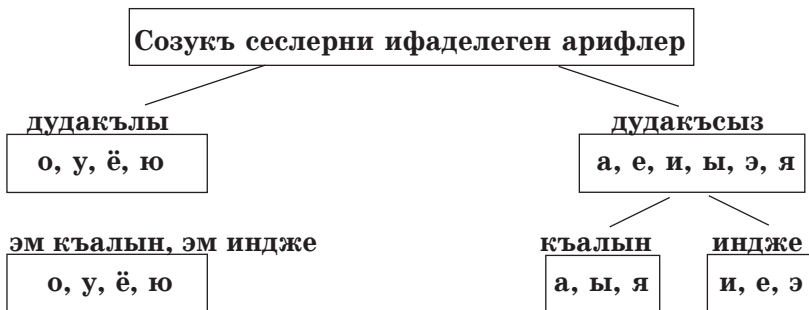 Созукъ сеслерни ифаделеген арифлер
дудакълы
дудакъсыз
о, у, ё, ю
а, е, и, ы, э, я
эм къалын, эм индже
къалын
индже
о, у, ё, ю
а, ы, я
и, е, э